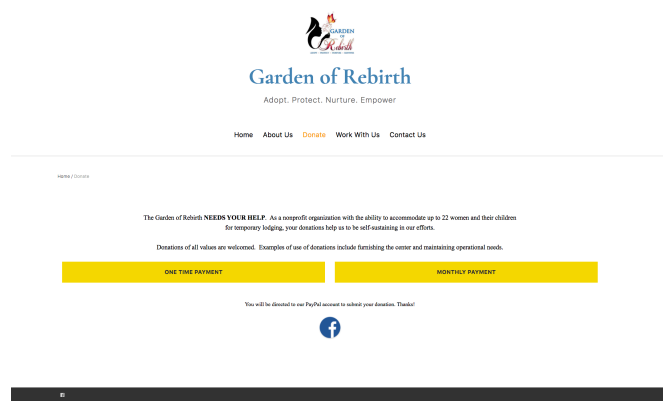 GARDEN
OF
Rebirth
Garden of Rebirth
Adopt. Protect. Nurture. Empower
Home About Us Donate Work With Us Contact Us
Home / Donate
The Garden of Rebirth NEEDS YOUR HELP. As a nonprofit organization with the ability to accommodate up to 22 women and their children
for temporary lodging, your donations help us to be self-sustaining in our efforts.
Donations of all values are welcomed. Examples of use of donations include furnishing the center and maintaining operational needs.
ONE TIME PAYMENT MONTHLY PAYMENT
You will be directed to our PayPal account to submit your donation. Thanks!